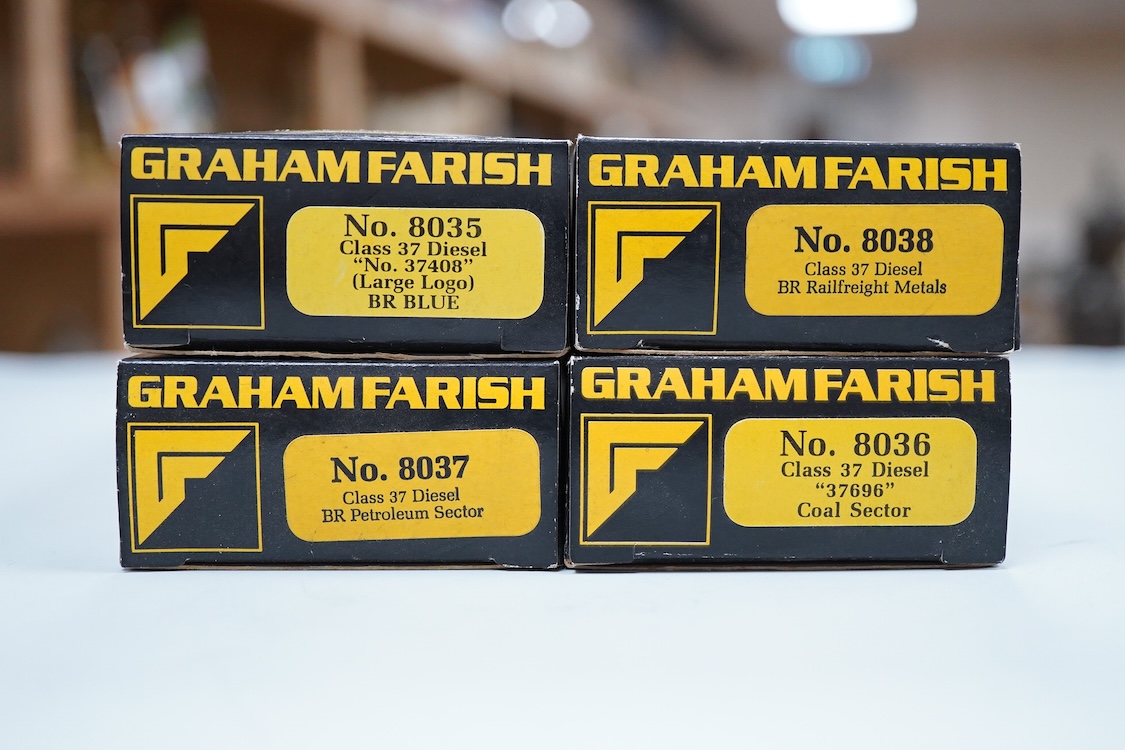 GRAHAM FARISH
No. 8035
Class 37 Diesel
“No. 37408”
(Large Logo)
BR BLUE
GRAHAM FARISH
No. 8038
Class 37 Diesel
BR Railfreight Metals
GRAHAM FARISH
No. 8037
Class 37 Diesel
BR Petroleum Sector
GRAHAM FARISH
No. 8036
Class 37 Diesel
“37696”
Coal Sector